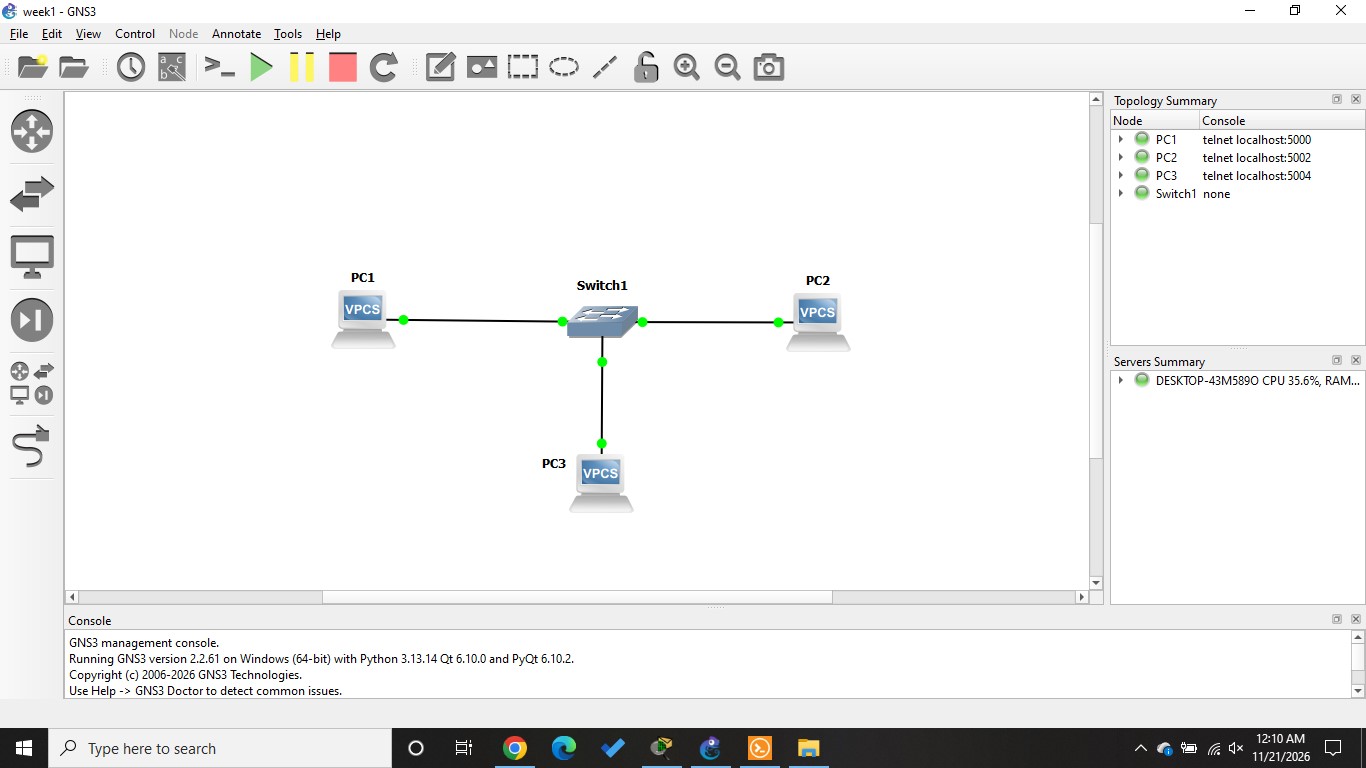 week1 - GNS3
File Edit View Control Node Annotate Tools Help
Topology Summary
Node Console
PC1 telnet localhost:5000
PC2 telnet localhost:5002
PC3 telnet localhost:5004
Switch1 none
PC1
VPCS
Switch1
PC2
VPCS
PC3
VPCS
Servers Summary
DESKTOP-43M589O CPU 35.6%, RAM...
Console
GNS3 management console.
Running GNS3 version 2.2.61 on Windows (64-bit) with Python 3.13.14 Qt 6.10.0 and PyQt 6.10.2.
Copyright (c) 2006-2026 GNS3 Technologies.
Use Help -> GNS3 Doctor to detect common issues.
Type here to search
12:10 AM
11/21/2026